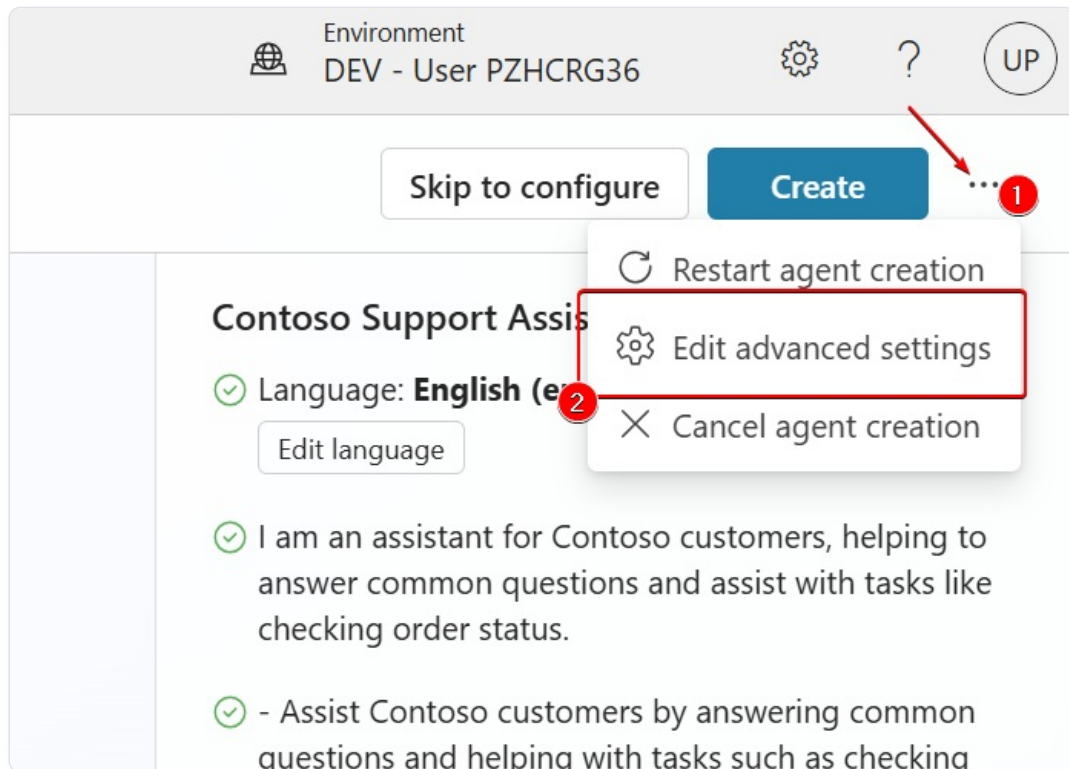 Environment
DEV - User PZHCRG36
?
UP
Skip to configure
Create
...
1
Restart agent creation
Contoso Support Assis
Edit advanced settings
Language: English (e
2
Edit language
Cancel agent creation
I am an assistant for Contoso customers, helping to
answer common questions and assist with tasks like
checking order status.
- Assist Contoso customers by answering common
questions and helping with tasks such as checking